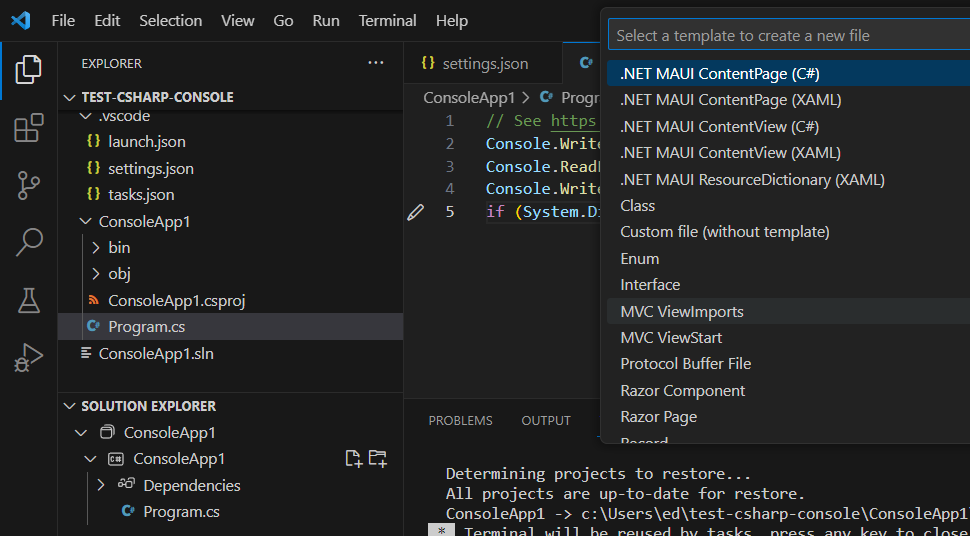 File Edit Selection View Go Run Terminal Help
EXPLORER
TEST-CSHARP-CONSOLE
.vscode
{} launch.json
{} settings.json
{} tasks.json
ConsoleApp1
bin
obj
ConsoleApp1.csproj
C# Program.cs
ConsoleApp1.sln
SOLUTION EXPLORER
ConsoleApp1
C# ConsoleApp1
Dependencies
C# Program.cs
{} settings.json
ConsoleApp1 > C# Progra
1 // See https
2 Console.Write
3 Console.Read
4 Console.Write
5 if (System.Di
Select a template to create a new file
.NET MAUI ContentPage (C#)
.NET MAUI ContentPage (XAML)
.NET MAUI ContentView (C#)
.NET MAUI ContentView (XAML)
.NET MAUI ResourceDictionary (XAML)
Class
Custom file (without template)
Enum
Interface
MVC ViewImports
MVC ViewStart
Protocol Buffer File
Razor Component
Razor Page
Record
PROBLEMS OUTPUT
Determining projects to restore...
All projects are up-to-date for restore.
ConsoleApp1 -> c:\Users\ed\test-csharp-console\ConsoleApp1\
* Terminal will be reused by tasks, press any key to close